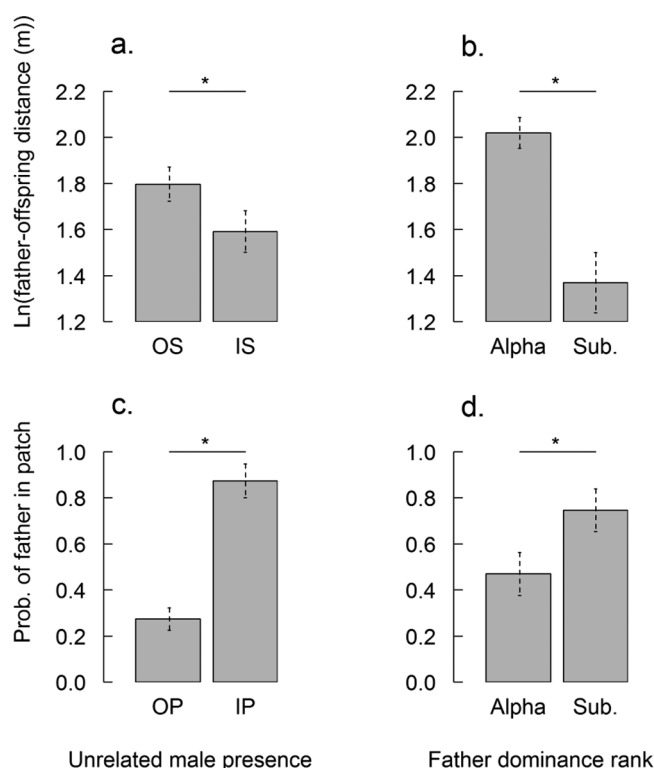 a.
b.
Ln(father-offspring distance (m))
2.2
2.0
1.8
1.6
1.4
1.2
*
OS IS
2.2
2.0
1.8
1.6
1.4
1.2
*
Alpha Sub.
c.
d.
Prob. of father in patch
1.0
0.8
0.6
0.4
0.2
0.0
*
OP IP
1.0
0.8
0.6
0.4
0.2
0.0
*
Alpha Sub.
Unrelated male presence
Father dominance rank